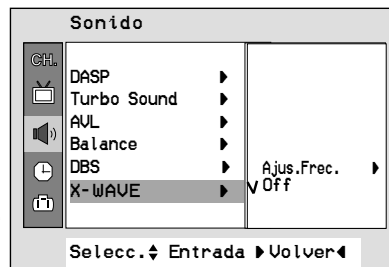 Sonido
CH.
DASP
Turbo Sound
AVL
Balance
DBS
X-WAVE
Ajus.Frec.
Off
Selecc. Entrada Volver